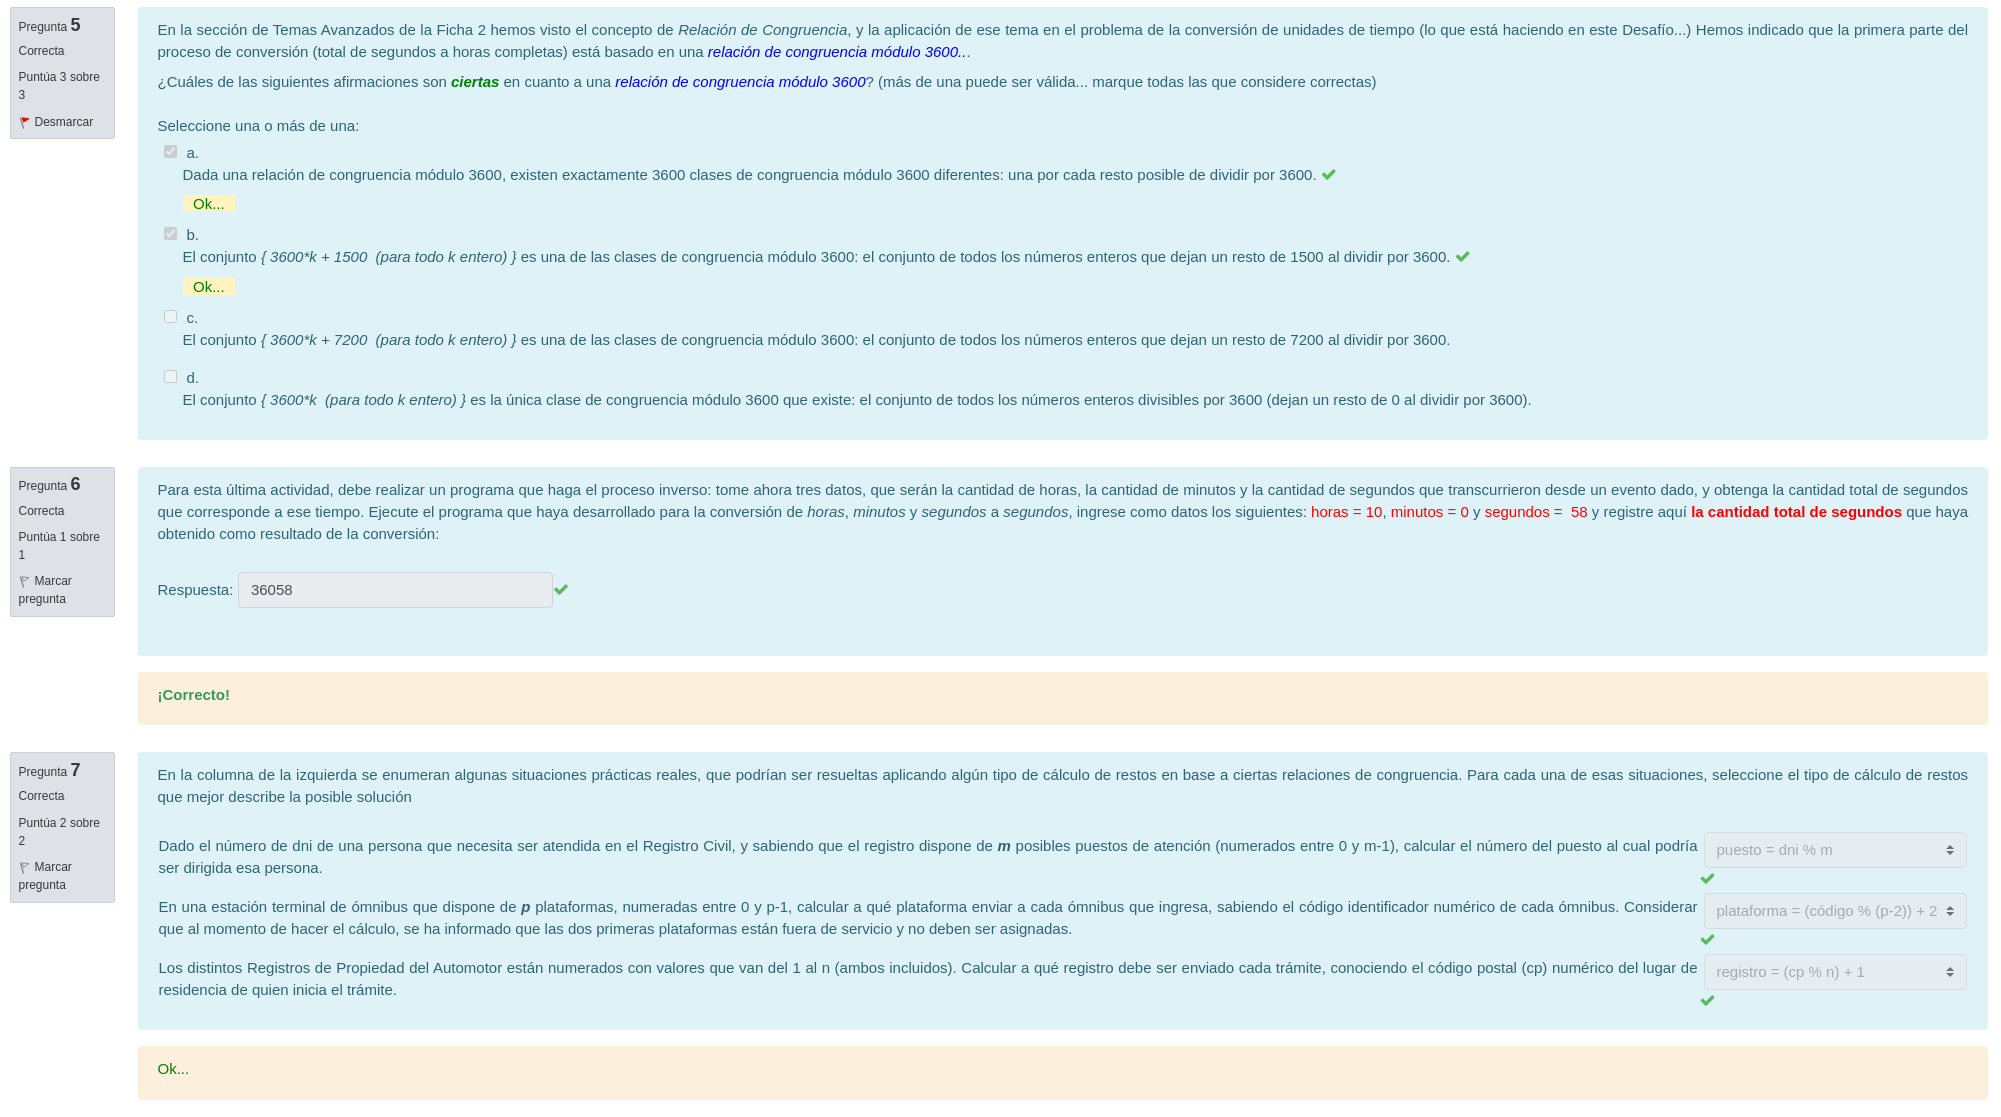 Pregunta 5
Correcta
Puntúa 3 sobre
3
Desmarcar
En la sección de Temas Avanzados de la Ficha 2 hemos visto el concepto de Relación de Congruencia, y la aplicación de ese tema en el problema de la conversión de unidades de tiempo (lo que está haciendo en este Desafío...) Hemos indicado que la primera parte del
proceso de conversión (total de segundos a horas completas) está basado en una relación de congruencia módulo 3600...
¿Cuáles de las siguientes afirmaciones son ciertas en cuanto a una relación de congruencia módulo 3600? (más de una puede ser válida... marque todas las que considere correctas)
Seleccione una o más de una:
a.
Dada una relación de congruencia módulo 3600, existen exactamente 3600 clases de congruencia módulo 3600 diferentes: una por cada resto posible de dividir por 3600.
Ok...
b.
El conjunto { 3600*k + 1500  (para todo k entero) } es una de las clases de congruencia módulo 3600: el conjunto de todos los números enteros que dejan un resto de 1500 al dividir por 3600.
Ok...
c.
El conjunto { 3600*k + 7200  (para todo k entero) } es una de las clases de congruencia módulo 3600: el conjunto de todos los números enteros que dejan un resto de 7200 al dividir por 3600.
d.
El conjunto { 3600*k  (para todo k entero) } es la única clase de congruencia módulo 3600 que existe: el conjunto de todos los números enteros divisibles por 3600 (dejan un resto de 0 al dividir por 3600).
Pregunta 6
Correcta
Puntúa 1 sobre
1
Marcar
pregunta
Para esta última actividad, debe realizar un programa que haga el proceso inverso: tome ahora tres datos, que serán la cantidad de horas, la cantidad de minutos y la cantidad de segundos que transcurrieron desde un evento dado, y obtenga la cantidad total de segundos
que corresponde a ese tiempo. Ejecute el programa que haya desarrollado para la conversión de horas, minutos y segundos a segundos, ingrese como datos los siguientes: horas = 10, minutos = 0 y segundos =  58 y registre aquí la cantidad total de segundos que haya
obtenido como resultado de la conversión:
Respuesta: 36058
¡Correcto!
Pregunta 7
Correcta
Puntúa 2 sobre
2
Marcar
pregunta
En la columna de la izquierda se enumeran algunas situaciones prácticas reales, que podrían ser resueltas aplicando algún tipo de cálculo de restos en base a ciertas relaciones de congruencia. Para cada una de esas situaciones, seleccione el tipo de cálculo de restos
que mejor describe la posible solución
Dado el número de dni de una persona que necesita ser atendida en el Registro Civil, y sabiendo que el registro dispone de m posibles puestos de atención (numerados entre 0 y m-1), calcular el número del puesto al cual podría
ser dirigida esa persona.
puesto = dni % m
En una estación terminal de ómnibus que dispone de p plataformas, numeradas entre 0 y p-1, calcular a qué plataforma enviar a cada ómnibus que ingresa, sabiendo el código identificador numérico de cada ómnibus. Considerar
que al momento de hacer el cálculo, se ha informado que las dos primeras plataformas están fuera de servicio y no deben ser asignadas.
plataforma = (código % (p-2)) + 2
Los distintos Registros de Propiedad del Automotor están numerados con valores que van del 1 al n (ambos incluidos). Calcular a qué registro debe ser enviado cada trámite, conociendo el código postal (cp) numérico del lugar de
residencia de quien inicia el trámite.
registro = (cp % n) + 1
Ok...